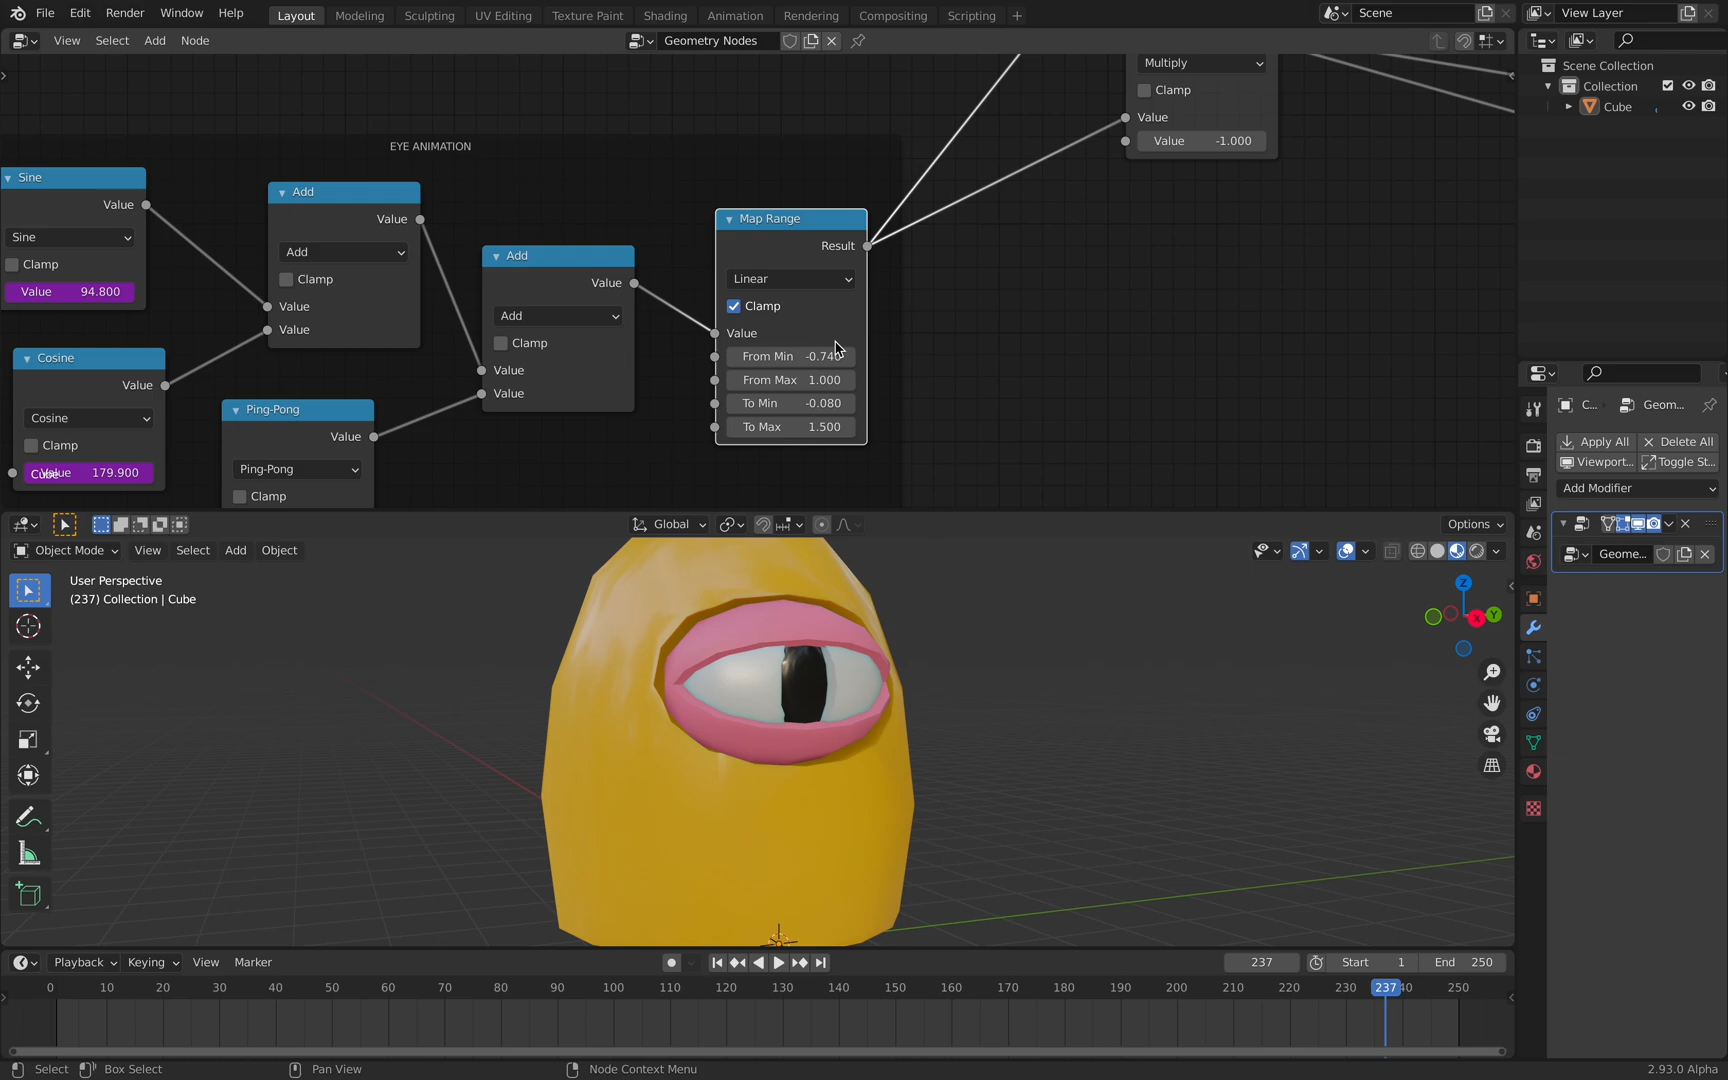 File Edit Render Window Help Layout Modeling Sculpting UV Editing Texture Paint Shading Animation Rendering Compositing Scripting + Scene View Layer
View Select Add Node Geometry Nodes
Scene Collection
Collection
Cube
Multiply
Clamp
Value
Value -1.000
EYE ANIMATION
Sine
Value
Sine
Clamp
Value 94.800
Add
Value
Add
Clamp
Value
Value
Add
Value
Add
Clamp
Value
Value
Map Range
Result
Linear
Clamp
Value
From Min
From Max 1.000
To Min -0.080
To Max 1.500
Cosine
Value
Cosine
Clamp
Cube
Value 179.900
Ping-Pong
Value
Ping-Pong
Clamp
C... Geom...
Apply All Delete All
Viewport... Toggle St...
Add Modifier
Geome...
Global Options
Object Mode View Select Add Object
User Perspective
(237) Collection | Cube
Z
Y
X
Playback Keying View Marker 237 Start 1 End 250
0 10 20 30 40 50 60 70 80 90 100 110 120 130 140 150 160 170 180 190 200 210 220 230 237 40 250
Select Box Select Pan View Node Context Menu 2.93.0 Alpha